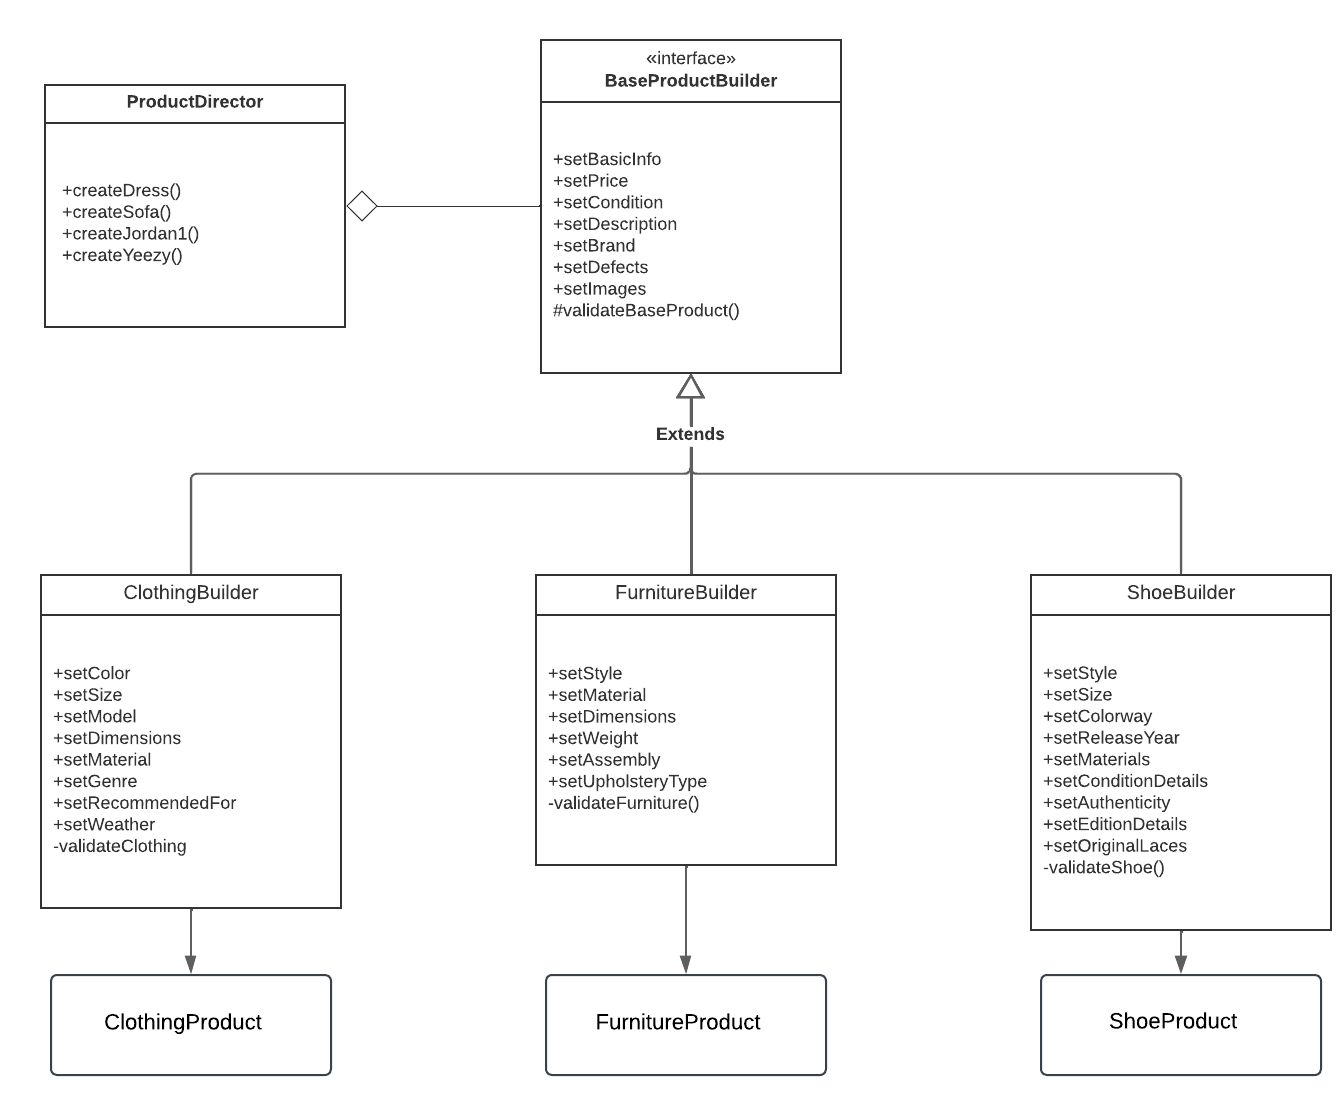 ProductDirector
+createDress()
+createSofa()
+createJordan1()
+createYeezy()
«interface»
BaseProductBuilder
+setBasicInfo
+setPrice
+setCondition
+setDescription
+setBrand
+setDefects
+setImages
#validateBaseProduct()
Extends
ClothingBuilder
+setColor
+setSize
+setModel
+setDimensions
+setMaterial
+setGenre
+setRecommendedFor
+setWeather
-validateClothing
FurnitureBuilder
+setStyle
+setMaterial
+setDimensions
+setWeight
+setAssembly
+setUpholsteryType
-validateFurniture()
ShoeBuilder
+setStyle
+setSize
+setColorway
+setReleaseYear
+setMaterials
+setConditionDetails
+setAuthenticity
+setEditionDetails
+setOriginalLaces
-validateShoe()
ClothingProduct
FurnitureProduct
ShoeProduct